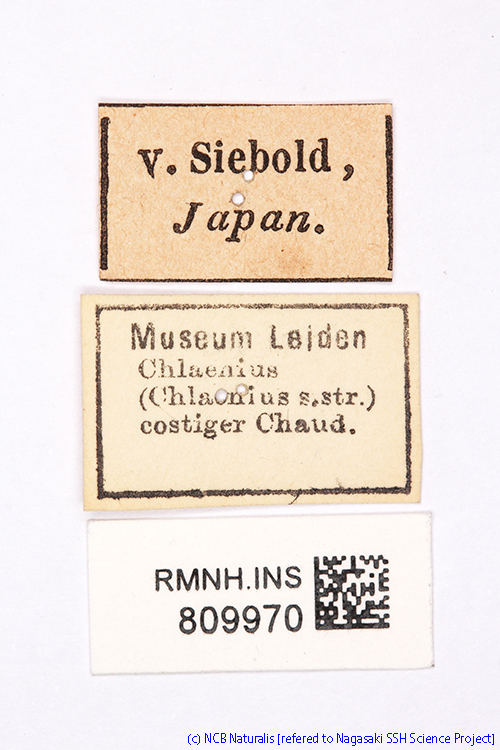 v. Siebold,
Japan.
Museum Leiden
Chlaenius
(Chlaenius s.str.)
costiger Chaud.
RMNH.INS
809970
(c) NCB Naturalis [refered to Nagasaki SSH Science Project]